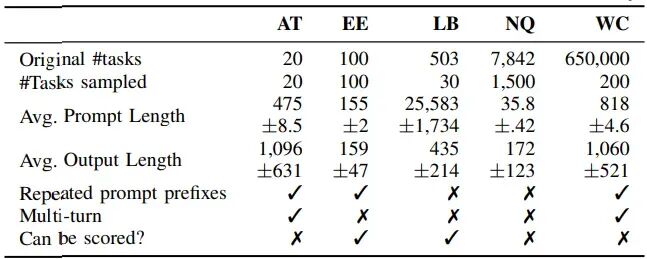 AT EE LB NQ WC
Original #tasks 20 100 503 7,842 650,000
#Tasks sampled 20 100 30 1,500 200
Avg. Prompt Length 475 155 25,583 35.8 818
±8.5 ±2 ±1,734 ±.42 ±4.6
Avg. Output Length 1,096 159 435 172 1,060
±631 ±47 ±214 ±123 ±521
Repeated prompt prefixes ✓ ✓ ✗ ✗ ✓
Multi-turn ✓ ✗ ✗ ✗ ✓
Can be scored? ✗ ✓ ✓ ✗ ✗